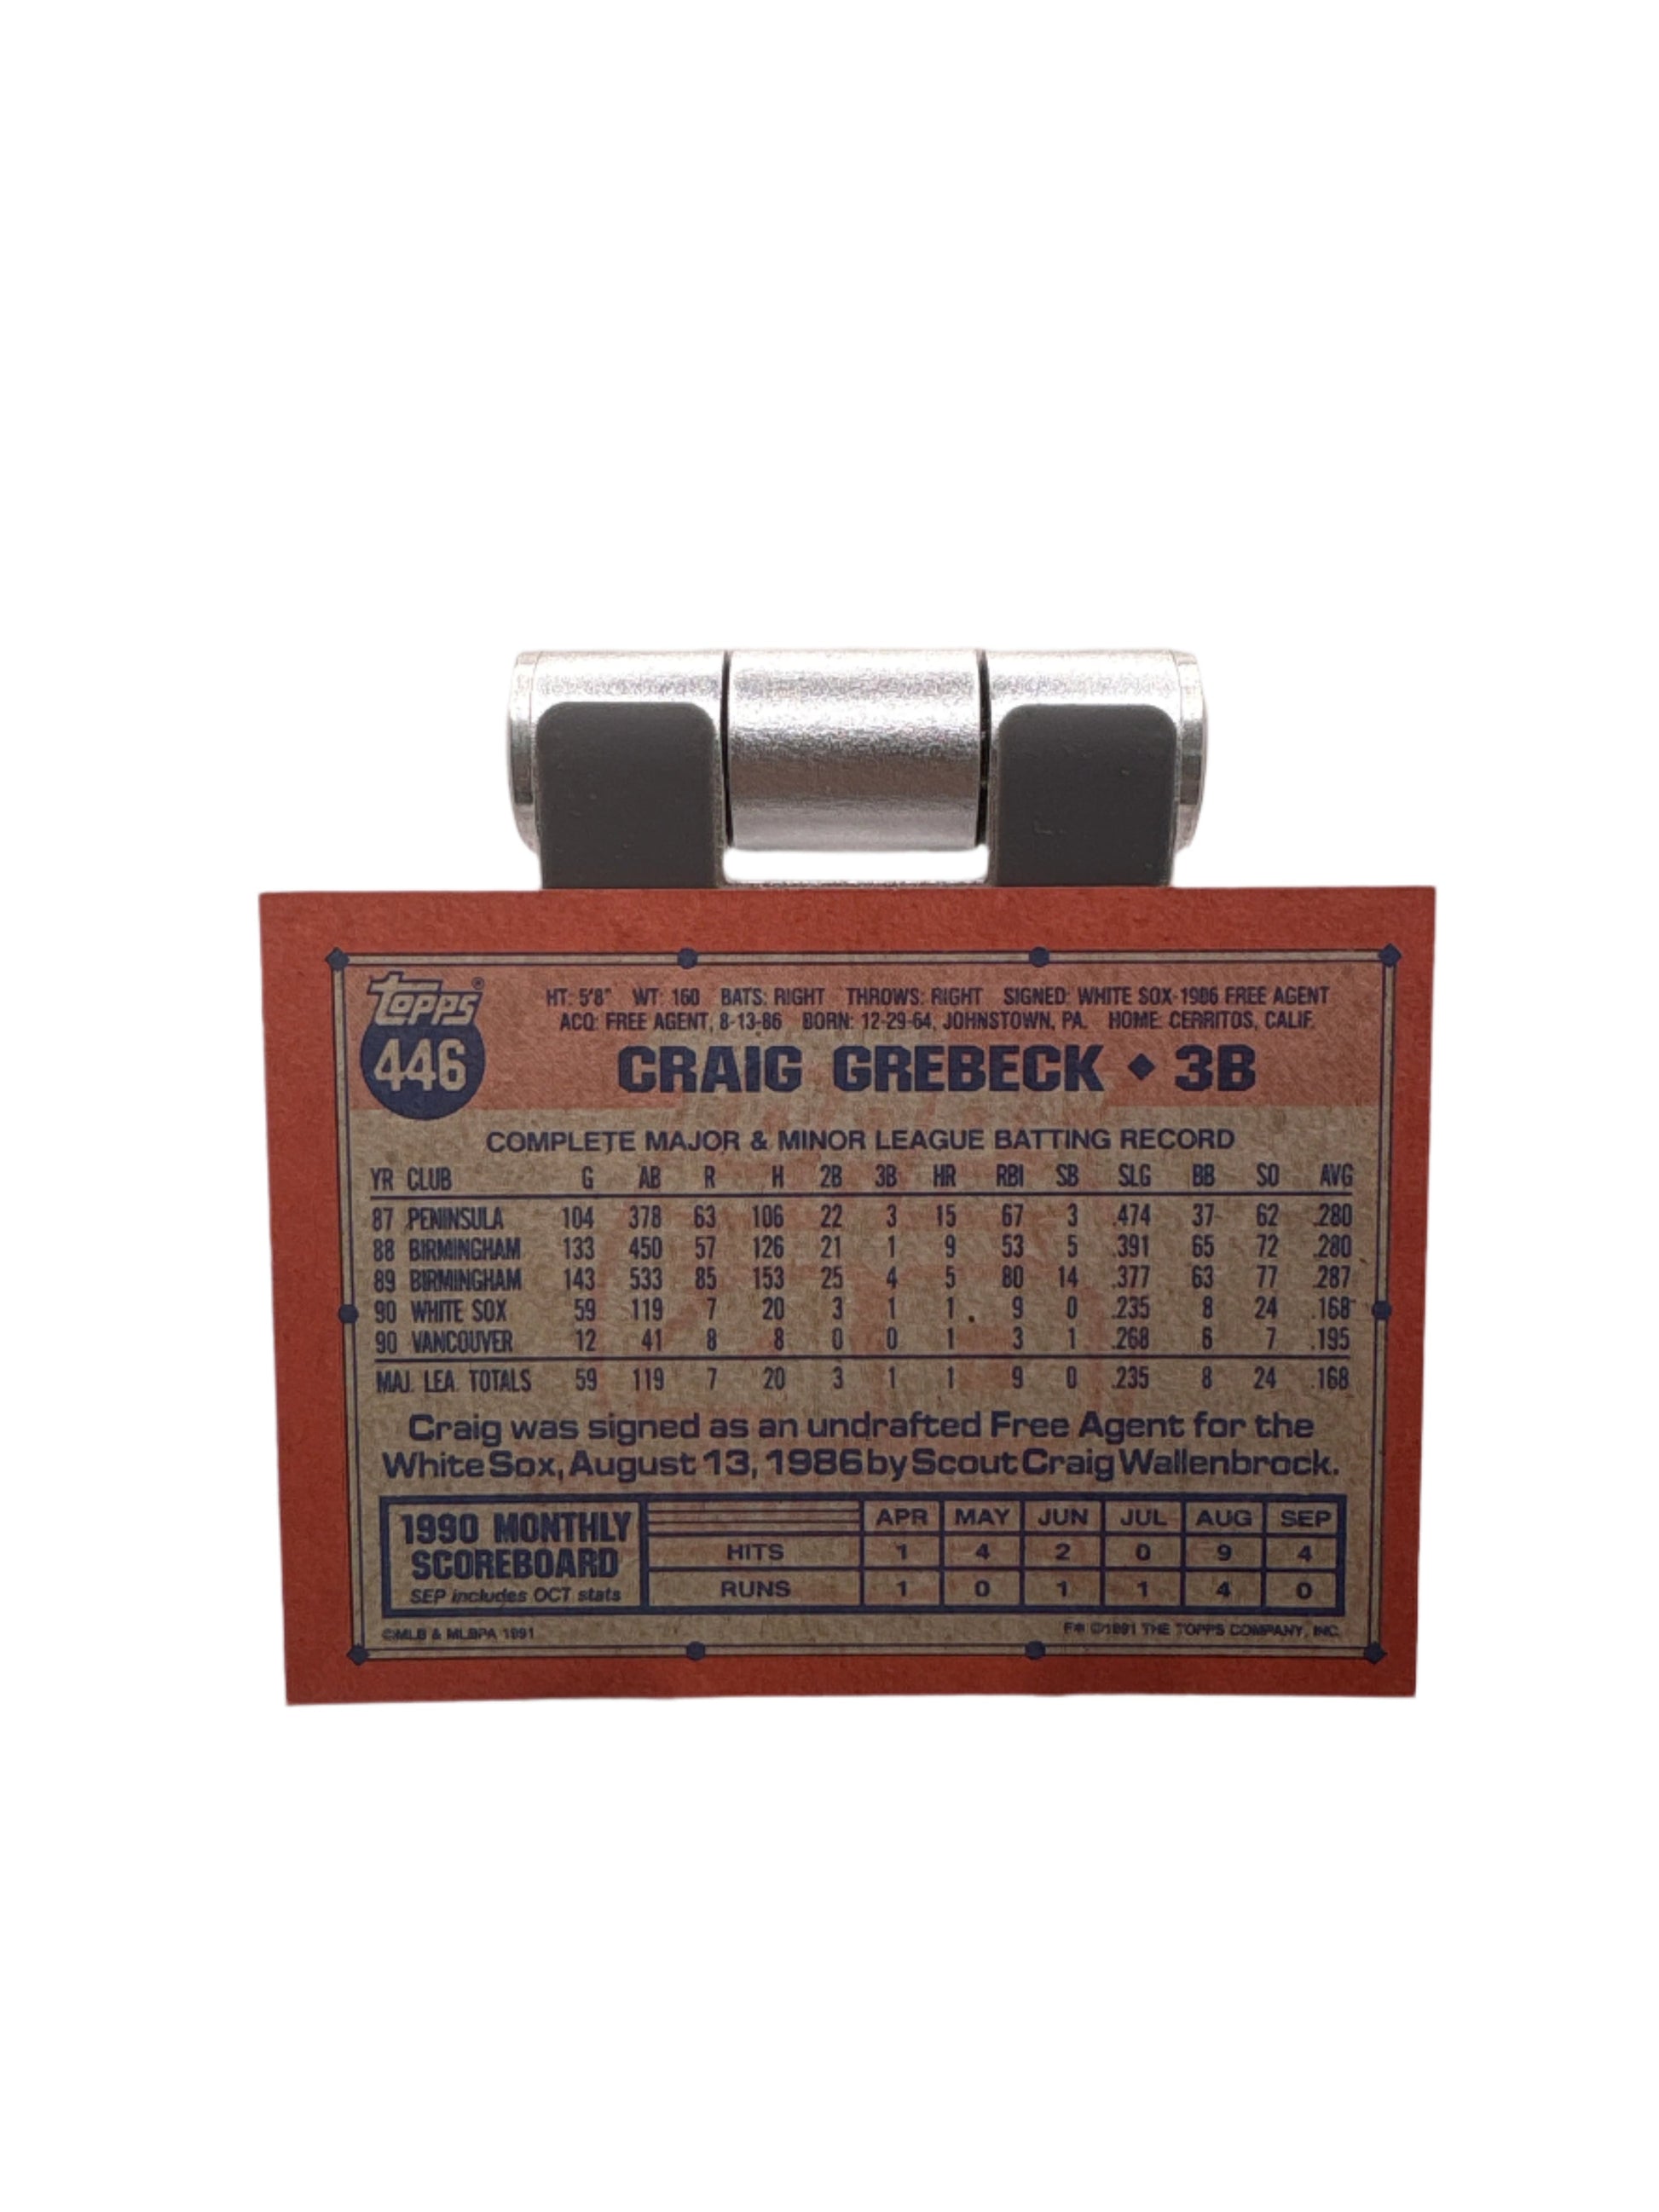 topps®
446
HT: 5'8" WT: 160 BATS: RIGHT THROWS: RIGHT SIGNED: WHITE SOX-1986 FREE AGENT
ACQ: FREE AGENT, 8-13-86 BORN: 12-29-64, JOHNSTOWN, PA. HOME: CERRITOS, CALIF.
CRAIG GREBECK ◆ 3B
COMPLETE MAJOR & MINOR LEAGUE BATTING RECORD
YR CLUB G AB R H 2B 3B HR RBI SB SLG BB SO AVG
87 PENINSULA 104 378 63 106 22 3 15 67 3 .474 37 62 .280
88 BIRMINGHAM 133 450 57 126 21 1 9 53 5 .391 65 72 .280
89 BIRMINGHAM 143 533 85 153 25 4 5 80 14 .377 63 77 .287
90 WHITE SOX 59 119 7 20 3 1 1 9 0 .235 8 24 .168
90 VANCOUVER 12 41 8 8 0 0 1 3 1 .268 6 7 .195
MAJ. LEA. TOTALS 59 119 7 20 3 1 1 9 0 .235 8 24 .168
Craig was signed as an undrafted Free Agent for the
White Sox, August 13, 1986 by Scout Craig Wallenbrock.
1990 MONTHLY
SCOREBOARD
SEP includes OCT stats
APR MAY JUN JUL AUG SEP
HITS 1 4 2 0 9 4
RUNS 1 0 1 1 4 0
©MLB & MLBPA 1991
F* ©1991 THE TOPPS COMPANY, INC.